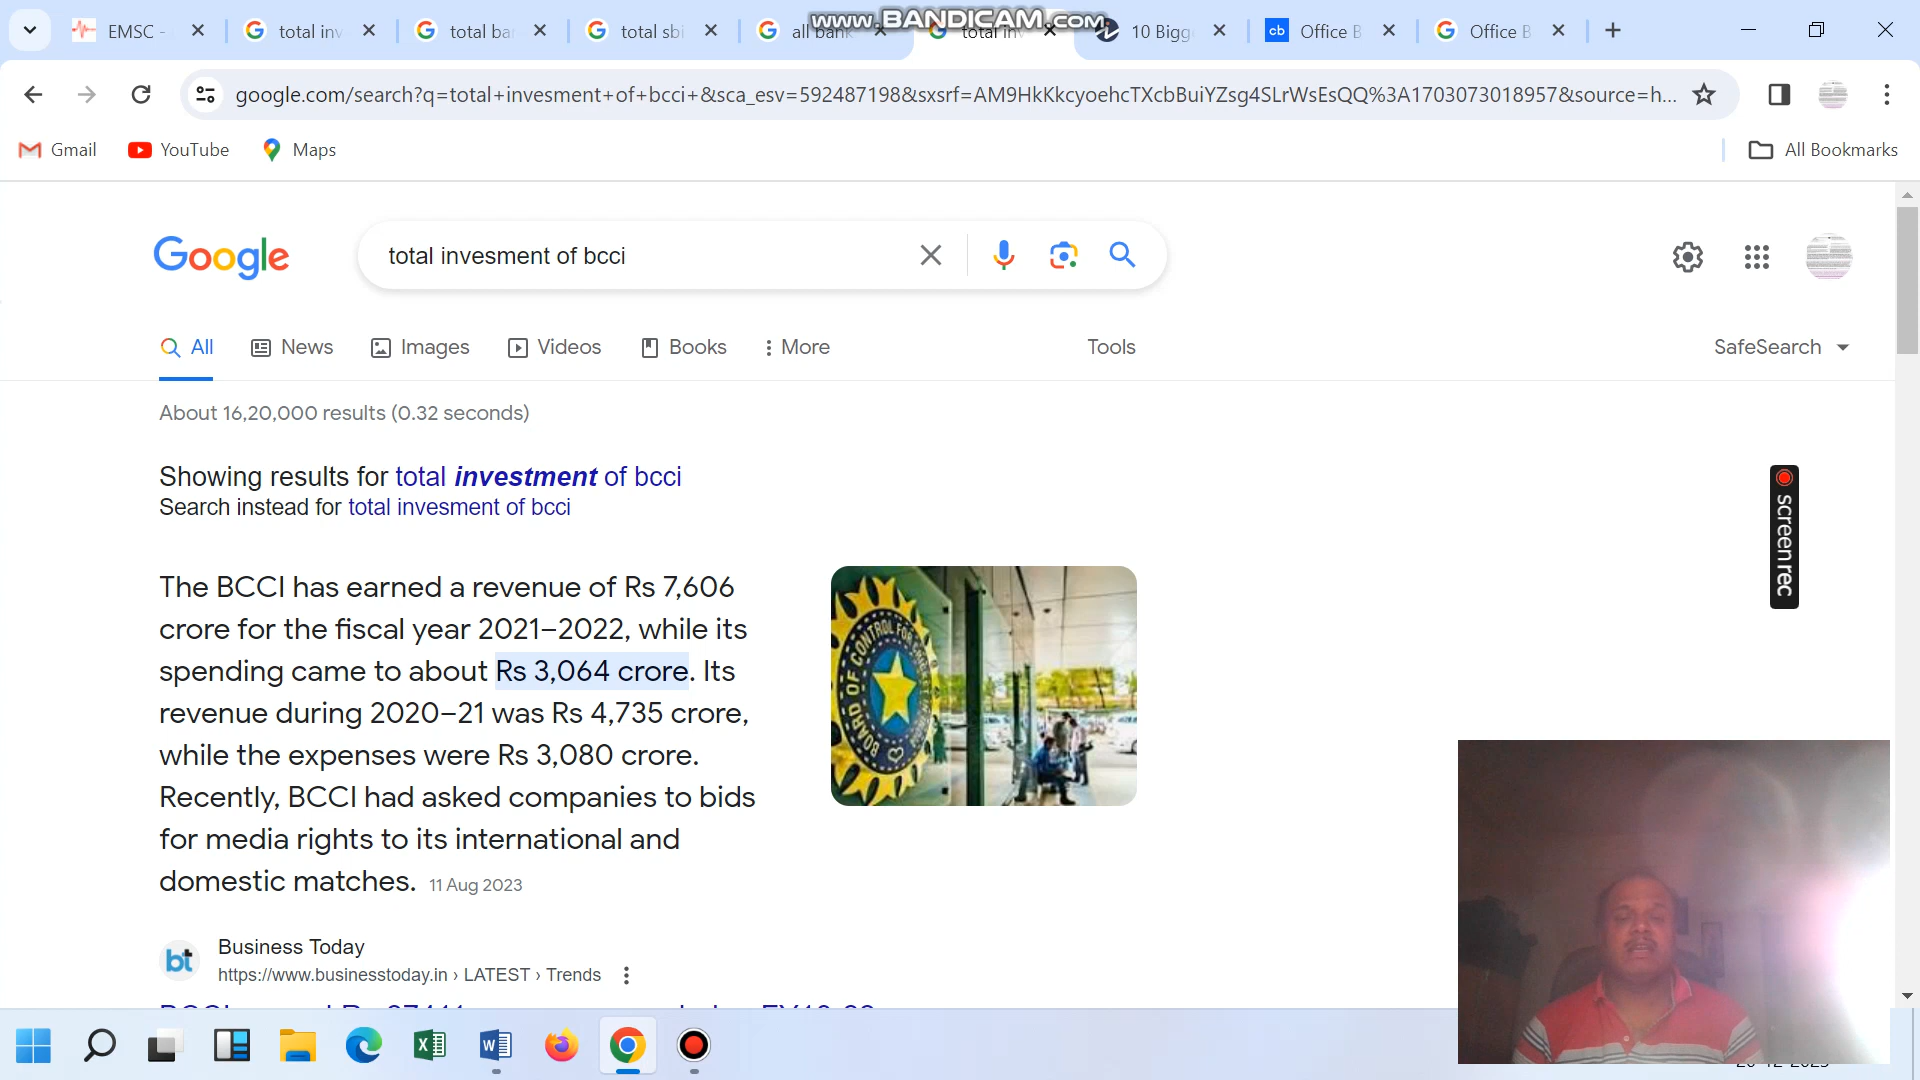 www.BANDICAM.com
EMSC -
total inv
total ba
total sbi
all bank
total inv
10 Bigg
cb
Office B
Office B
google.com/search?q=total+invesment+of+bcci+&sca_esv=592487198&sxsrf=AM9HkKkcyoehcTXcbBuiYZsg4SLrWsEsQQ%3A1703073018957&source=h...
Gmail
YouTube
Maps
All Bookmarks
Google
total invesment of bcci
All
News
Images
Videos
Books
More
Tools
SafeSearch
About 16,20,000 results (0.32 seconds)
Showing results for total investment of bcci
Search instead for total invesment of bcci
The BCCI has earned a revenue of Rs 7,606
crore for the fiscal year 2021–2022, while its
spending came to about Rs 3,064 crore. Its
revenue during 2020–21 was Rs 4,735 crore,
while the expenses were Rs 3,080 crore.
Recently, BCCI had asked companies to bids
for media rights to its international and
domestic matches. 11 Aug 2023
BOARD OF CONTROL FOR
screenrec
bt
Business Today
https://www.businesstoday.in › LATEST › Trends